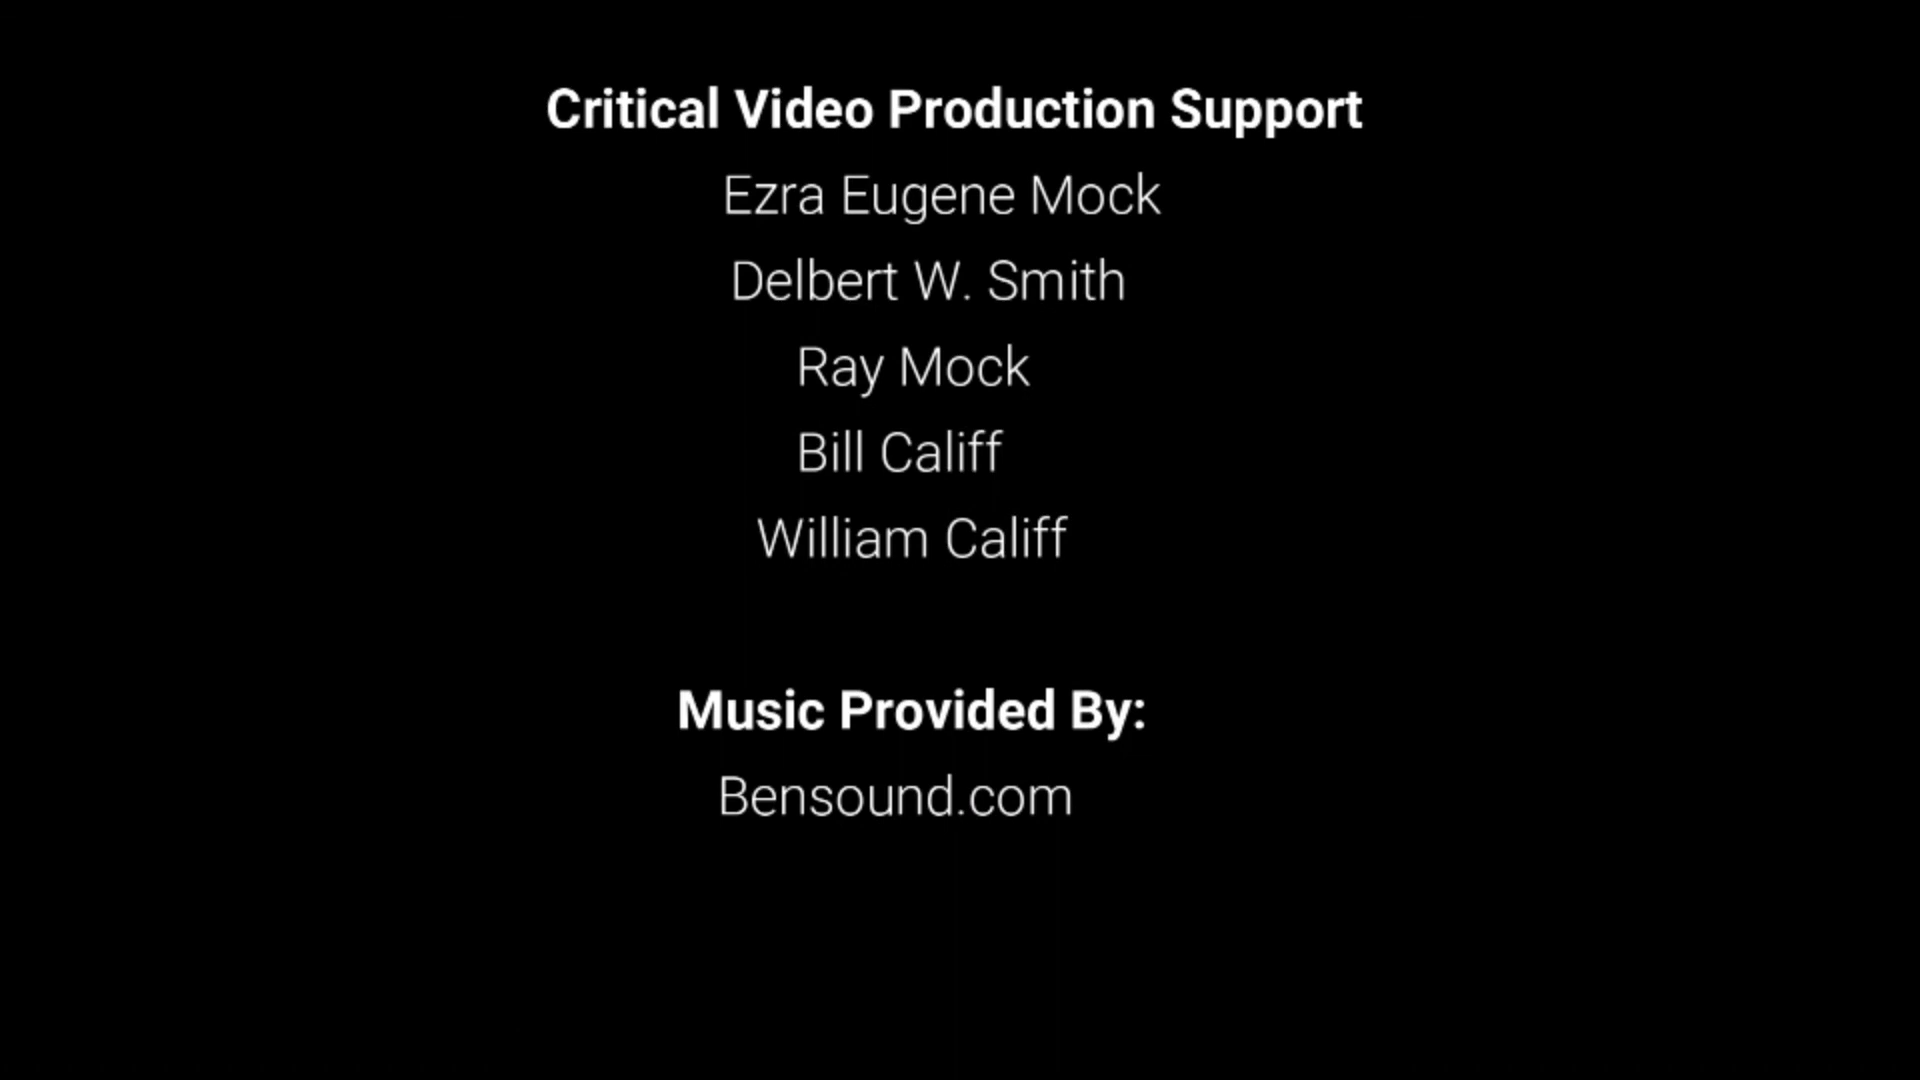 Critical Video Production Support
Ezra Eugene Mock
Delbert W. Smith
Ray Mock
Bill Califf
William Califf
Music Provided By:
Bensound.com